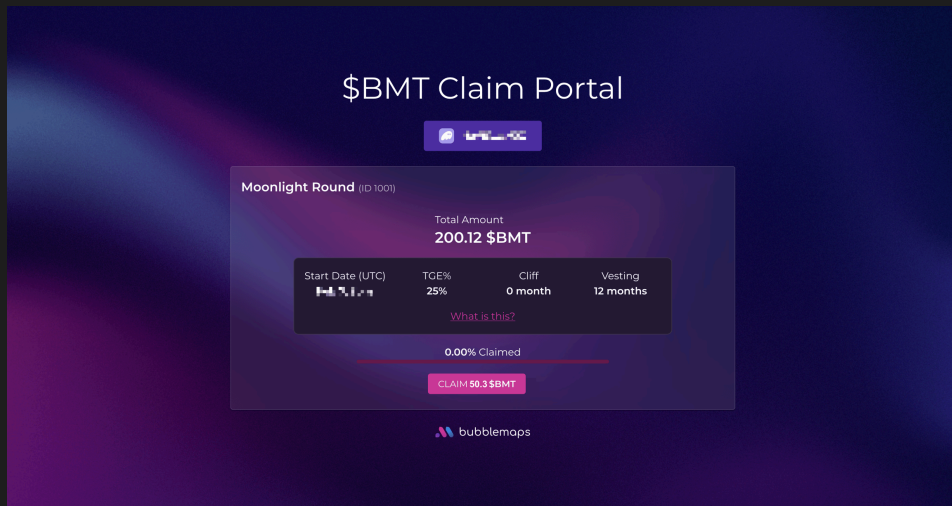 $BMT Claim Portal
Moonlight Round (ID 1001)
Total Amount
200.12 $BMT
Start Date (UTC) TGE% Cliff Vesting
25% 0 month 12 months
What is this?
0.00% Claimed
CLAIM 50.3 $BMT
bubblemaps